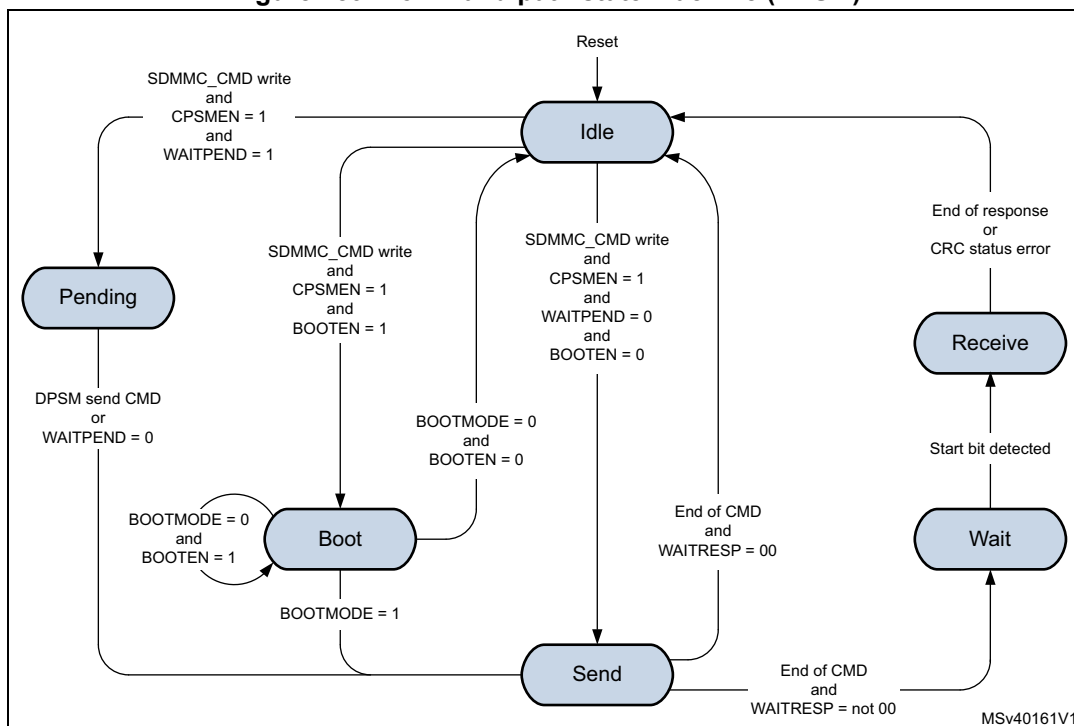 Reset
SDMMC_CMD write
and
CPSMEN = 1
and
WAITPEND = 1
Idle
SDMMC_CMD write
and
CPSMEN = 1
and
BOOTEN = 1
SDMMC_CMD write
and
CPSMEN = 1
and
WAITPEND = 0
and
BOOTEN = 0
End of response
or
CRC status error
Pending
Receive
DPSM send CMD
or
WAITPEND = 0
BOOTMODE = 0
and
BOOTEN = 0
Start bit detected
BOOTMODE = 0
and
BOOTEN = 1
Boot
End of CMD
and
WAITRESP = 00
Wait
BOOTMODE = 1
Send
End of CMD
and
WAITRESP = not 00
MSv40161V1